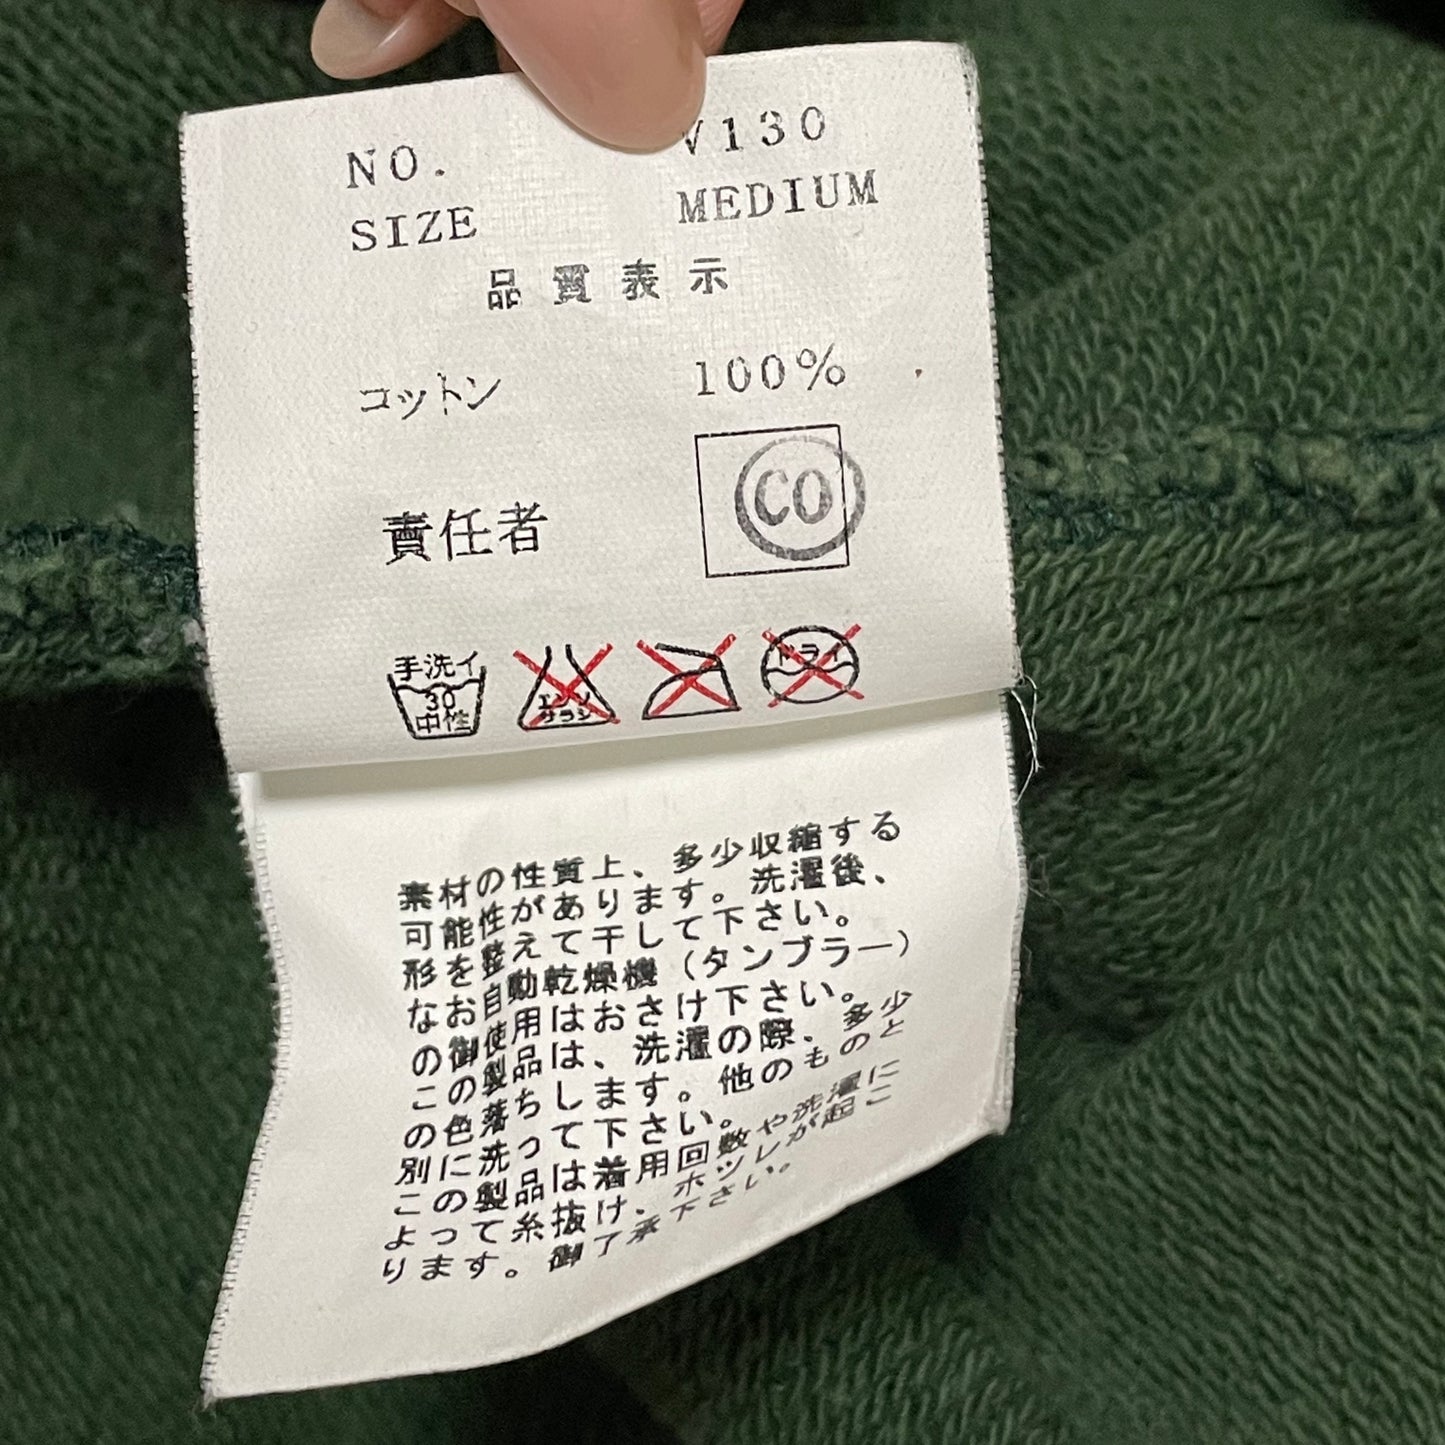 NO. V130
SIZE MEDIUM
品質表示
コットン 100%
責任者 CO
手洗イ
30
中性
エンソ
サラシ
ドライ
素材の性質上、多少収縮する
可能性があります。洗濯後、
形を整えて干して下さい。
なお自動乾燥機（タンブラー）
の御使用はおさけ下さい。
この製品は、洗濯の際、多少
の色落ちします。他のものと
別に洗って下さい。
この製品は着用回数や洗濯に
よって糸抜け、ホツレが起こ
ります。御了承下さい。